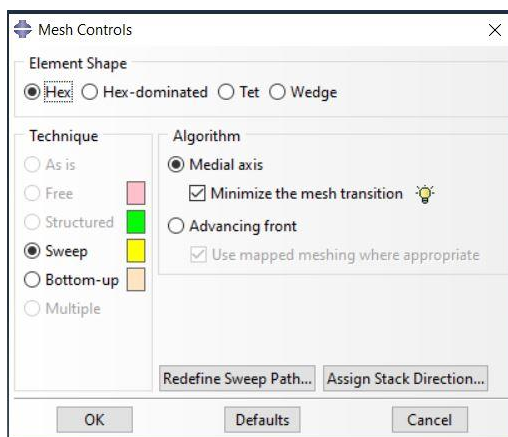 Mesh Controls
Element Shape
Hex Hex-dominated Tet Wedge
Technique
As is
Free
Structured
Sweep
Bottom-up
Multiple
Algorithm
Medial axis
Minimize the mesh transition
Advancing front
Use mapped meshing where appropriate
Redefine Sweep Path... Assign Stack Direction...
OK Defaults Cancel